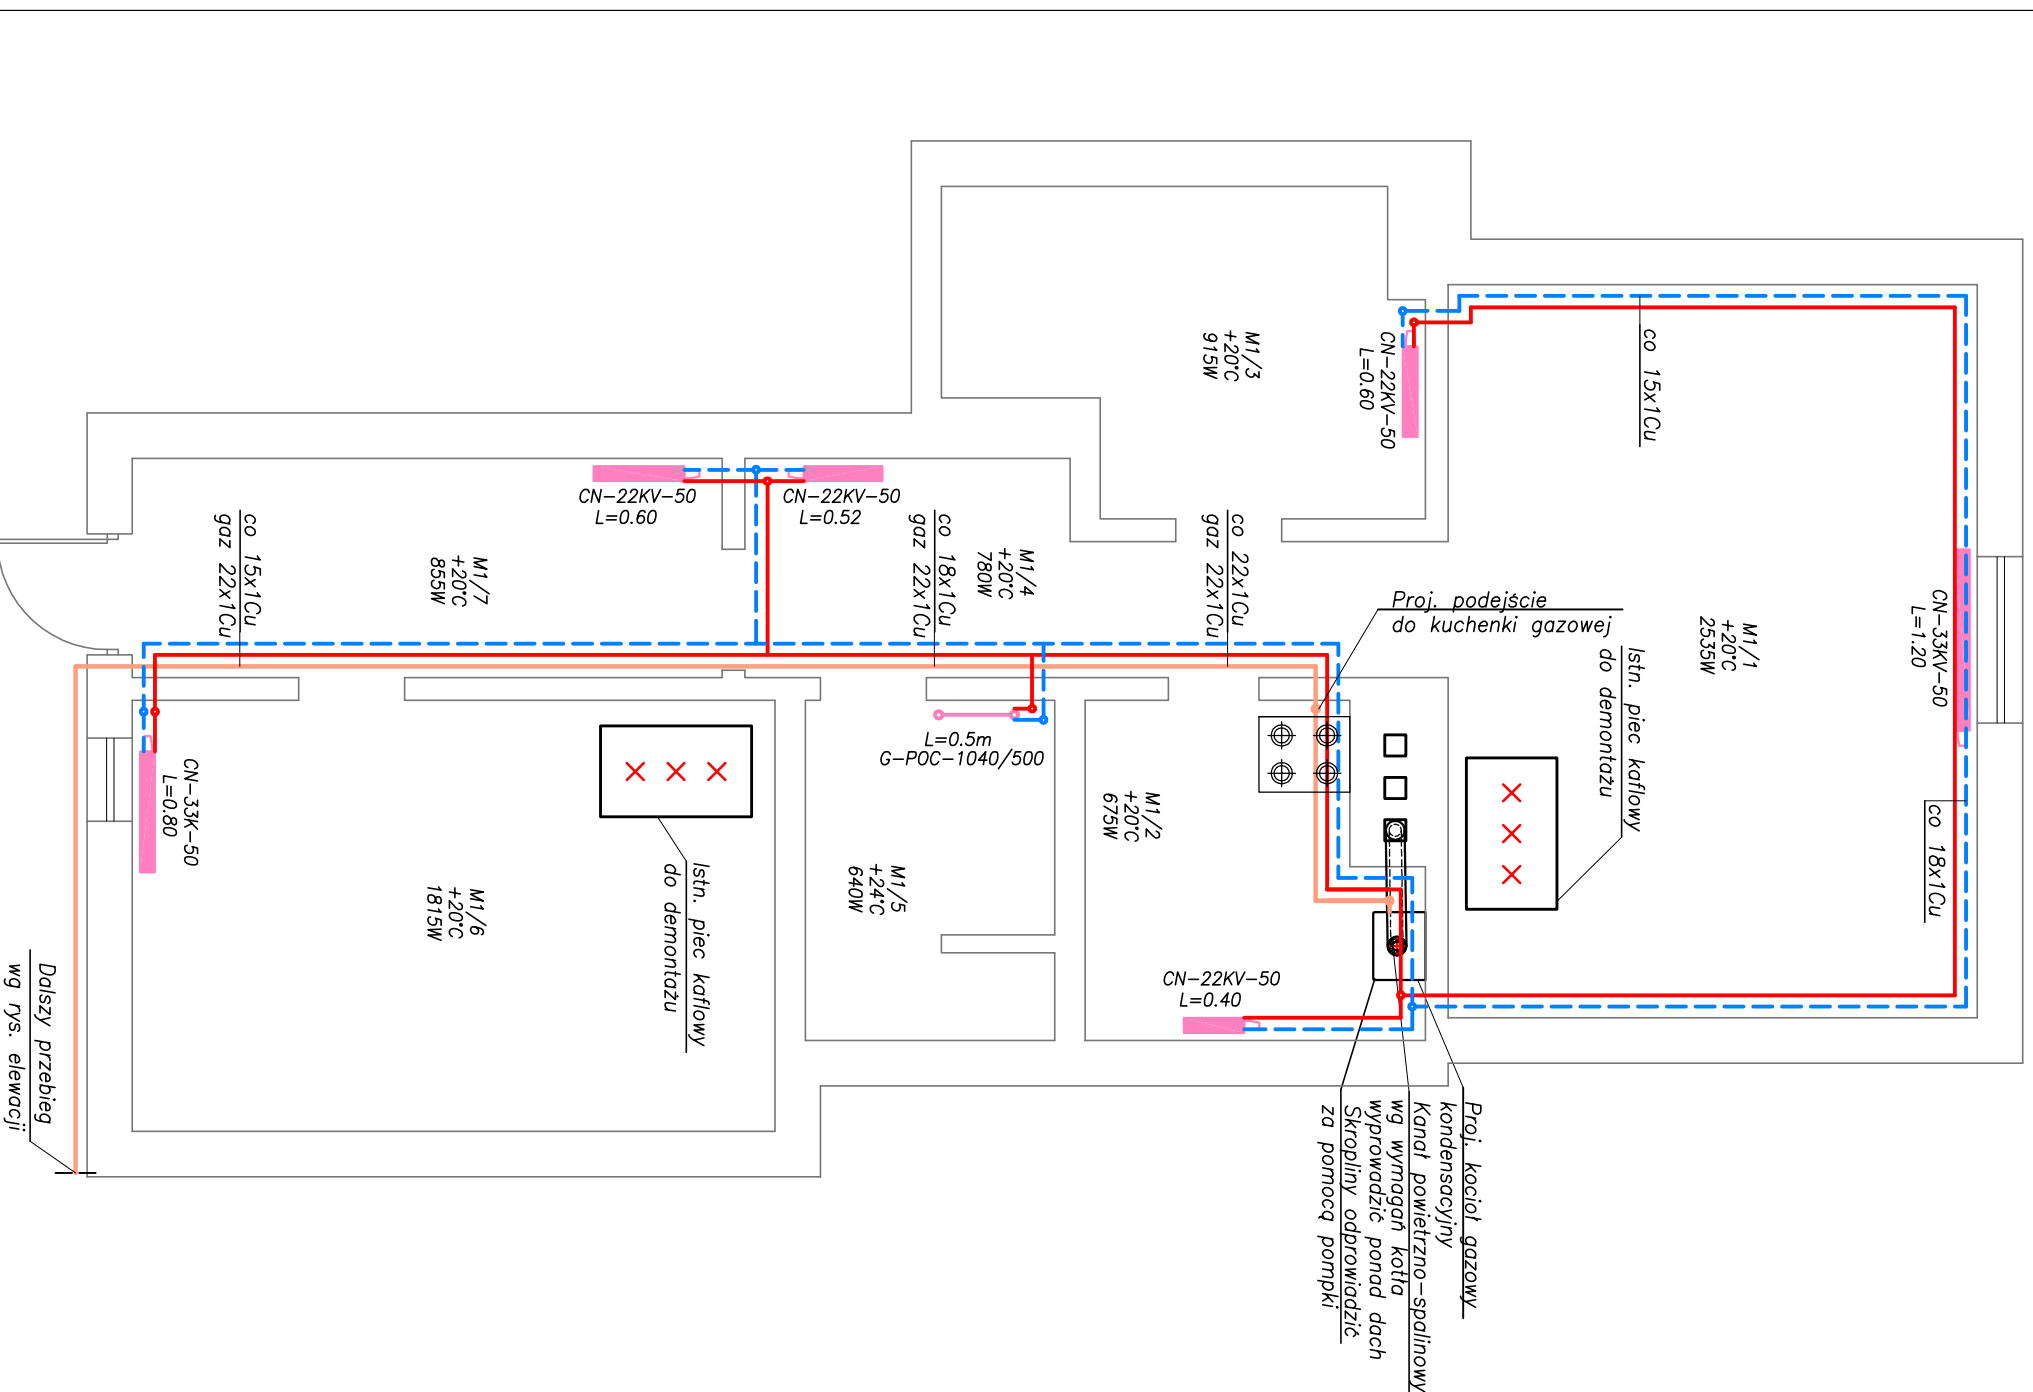 M1/3
+20°C
915W
CN-22KV-50
L=0.60
co 15x1Cu
CN-33KV-50
L=1.20
M1/1
+20°C
2535W
CN-22KV-50
L=0.60
CN-22KV-50
L=0.52
co 15x1Cu
gaz 22x1Cu
M1/7
+20°C
855W
co 18x1Cu
gaz 22x1Cu
M1/4
+20°C
780W
co 22x1Cu
gaz 22x1Cu
Proj. podejście
do kuchenki gazowej
Istn. piec kaflowy
do demontażu
co 18x1Cu
L=0.5m
G-POC-1040/500
CN-33K-50
L=0.80
M1/2
+20°C
675W
M1/5
+24°C
640W
M1/6
+20°C
1815W
Istn. piec kaflowy
do demontażu
CN-22KV-50
L=0.40
Dalszy przebieg
wg rys. elewacji
Proj. kocioł gazowy
kondensacyjny
Kanał powietrzno-spalinowy
wg wymagań kotła
wyprowadzić ponad dach
Skropliny odprowiadzić
za pomocą pompki